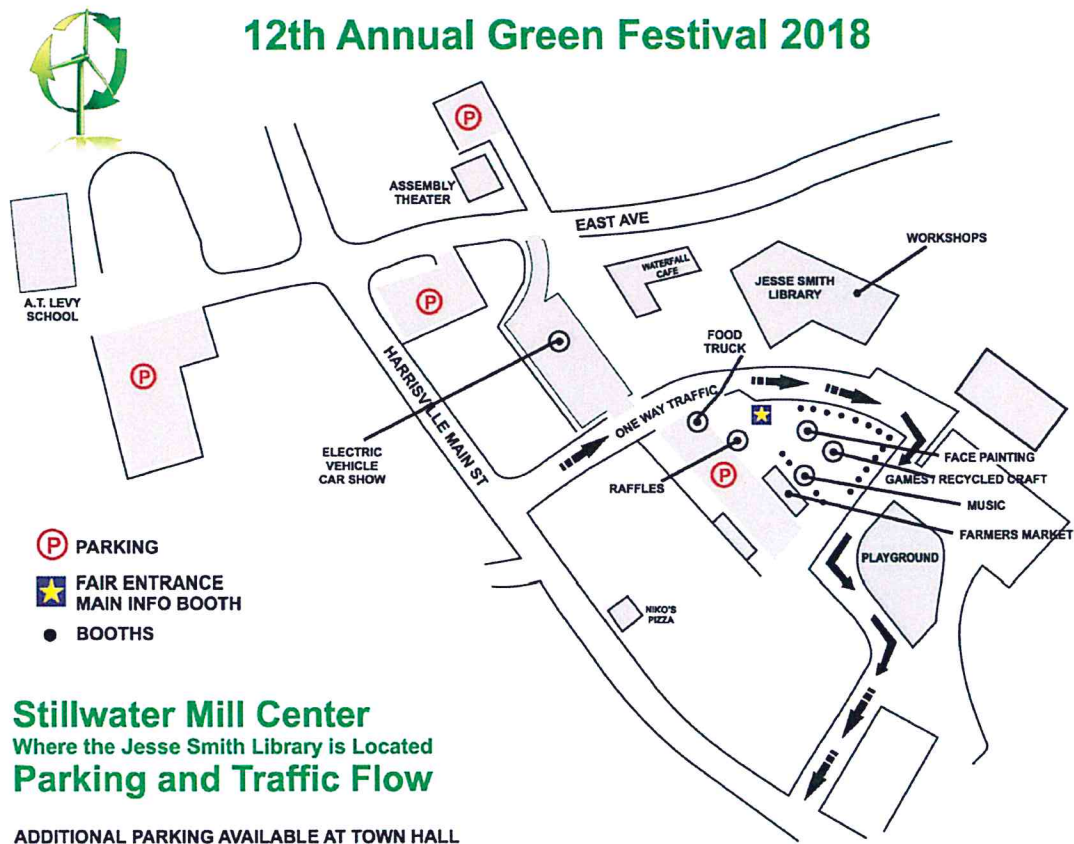 12th Annual Green Festival 2018
P
ASSEMBLY
THEATER
EAST AVE
WORKSHOPS
WATERFALL
CAFE
JESSE SMITH
LIBRARY
A.T. LEVY
SCHOOL
P
P
FOOD
TRUCK
HARRISVILLE MAIN ST
ONE WAY TRAFFIC
ELECTRIC
VEHICLE
CAR SHOW
RAFFLES
P
FACE PAINTING
GAMES / RECYCLED CRAFT
MUSIC
FARMERS MARKET
PLAYGROUND
NIKO'S
PIZZA
P PARKING
FAIR ENTRANCE
MAIN INFO BOOTH
BOOTHS
Stillwater Mill Center
Where the Jesse Smith Library is Located
Parking and Traffic Flow
ADDITIONAL PARKING AVAILABLE AT TOWN HALL